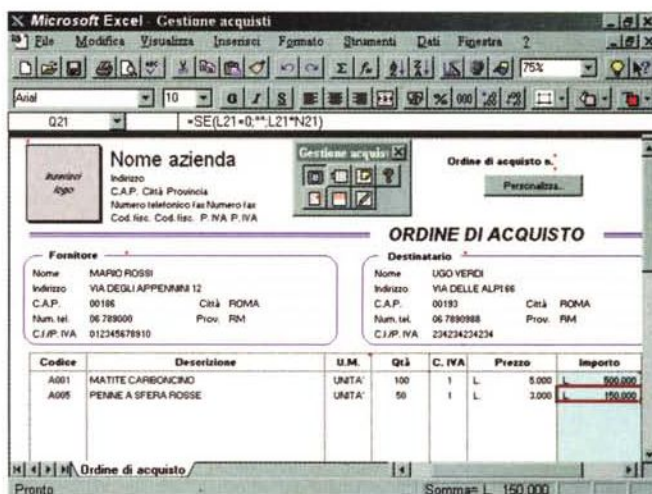 Microsoft Excel - Gestione acquisti
File Modifica Visualizza Inserisci Formato Strumenti Dati Finestra ?
75%
Arial 10 G I S % 000
Q21 =SE(L21=0;"";L21*N21)
Inserisci logo
Nome azienda
Indirizzo
C.A.P. Città Provincia
Numero telefonico fax Numero fax
Cod. fisc. Cod. fisc. P. IVA P. IVA
Gestione acquis
Ordine di acquisto n.
Personalizza...
ORDINE DI ACQUISTO
Fornitore
Nome MARIO ROSSI
Indirizzo VIA DEGLI APPENNINI 12
C.A.P. 00186 Città ROMA
Num. tel. 06 789000 Prov. RM
C.f./P. IVA 012345678910
Destinatario
Nome UGO VERDI
Indirizzo VIA DELLE ALPI 66
C.A.P. 00193 Città ROMA
Num. tel. 06 7890988 Prov. RM
C.f./P. IVA 234234234234
Codice Descrizione U.M. Qtà C. IVA Prezzo Importo
A001 MATITE CARBONCINO UNITA' 100 1 L. 5.000 L. 500.000
A005 PENNE A SFERA ROSSE UNITA' 50 1 L. 3.000 L. 150.000
Ordine di acquisto
Pronto Somma= L. 150.000